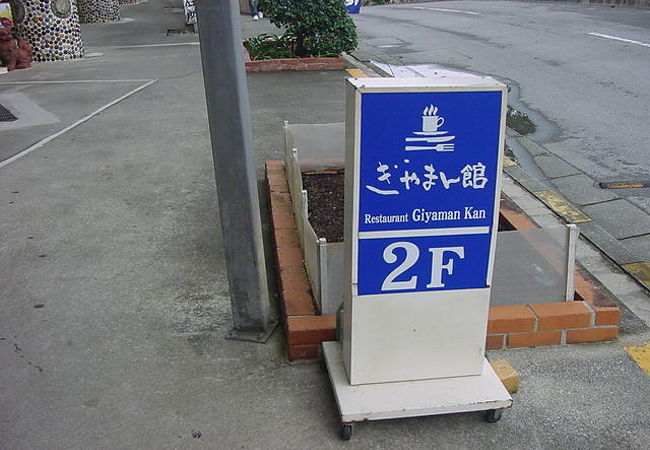 ぎやまん館
Restaurant Giyaman Kan
2F